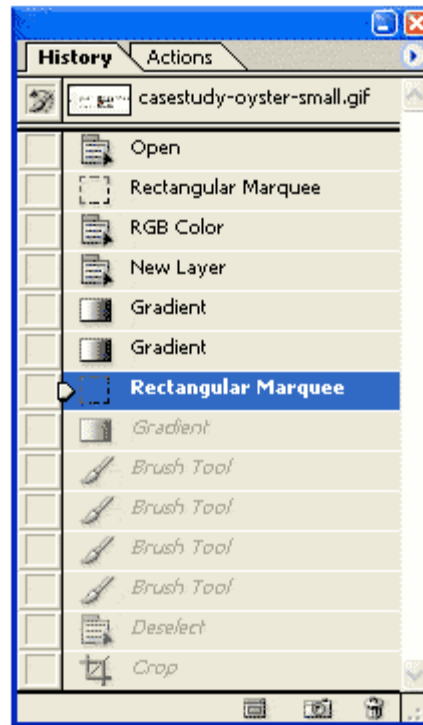 History Actions
casestudy-oyster-small.gif
Open
Rectangular Marquee
RGB Color
New Layer
Gradient
Gradient
Rectangular Marquee
Gradient
Brush Tool
Brush Tool
Brush Tool
Brush Tool
Deselect
Crop